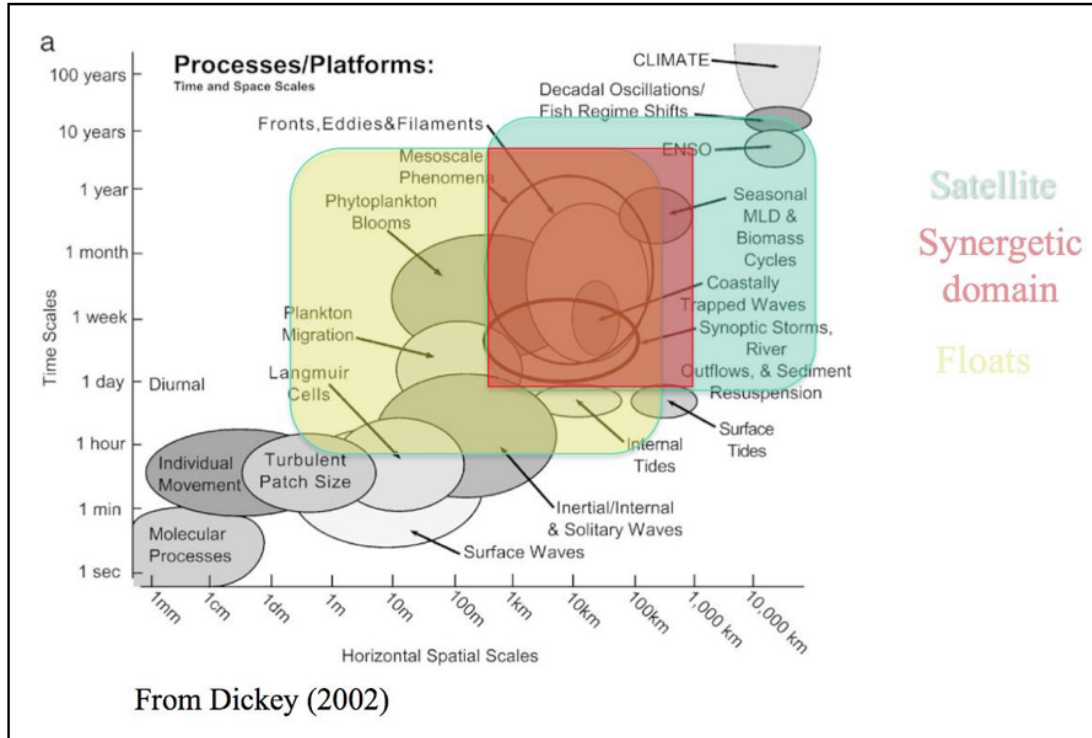 a
Processes/Platforms:
Time and Space Scales
CLIMATE
Decadal Oscillations/
Fish Regime Shifts
Fronts,Eddies&Filaments
ENSO
Mesoscale
Phenomena
Phytoplankton
Blooms
Seasonal
MLD &
Biomass
Cycles
Coastally
Trapped Waves
Plankton
Migration
Synoptic Storms,
River
Outflows, & Sediment
Resuspension
Langmuir
Cells
Diurnal
Internal
Tides
Surface
Tides
Individual
Movement
Turbulent
Patch Size
Inertial/Internal
& Solitary Waves
Molecular
Processes
Surface Waves
Time Scales
100 years
10 years
1 year
1 month
1 week
1 day
1 hour
1 min
1 sec
1mm
1cm
1dm
1m
10m
100m
1km
10km
100km
1,000 km
10,000 km
Horizontal Spatial Scales
Satellite
Synergetic
domain
Floats
From Dickey (2002)